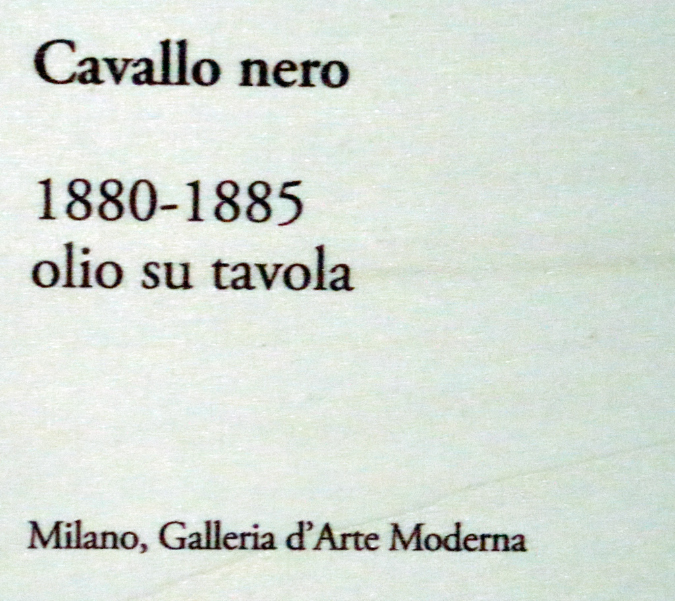 Cavallo nero
1880-1885
olio su tavola
Milano, Galleria d'Arte Moderna